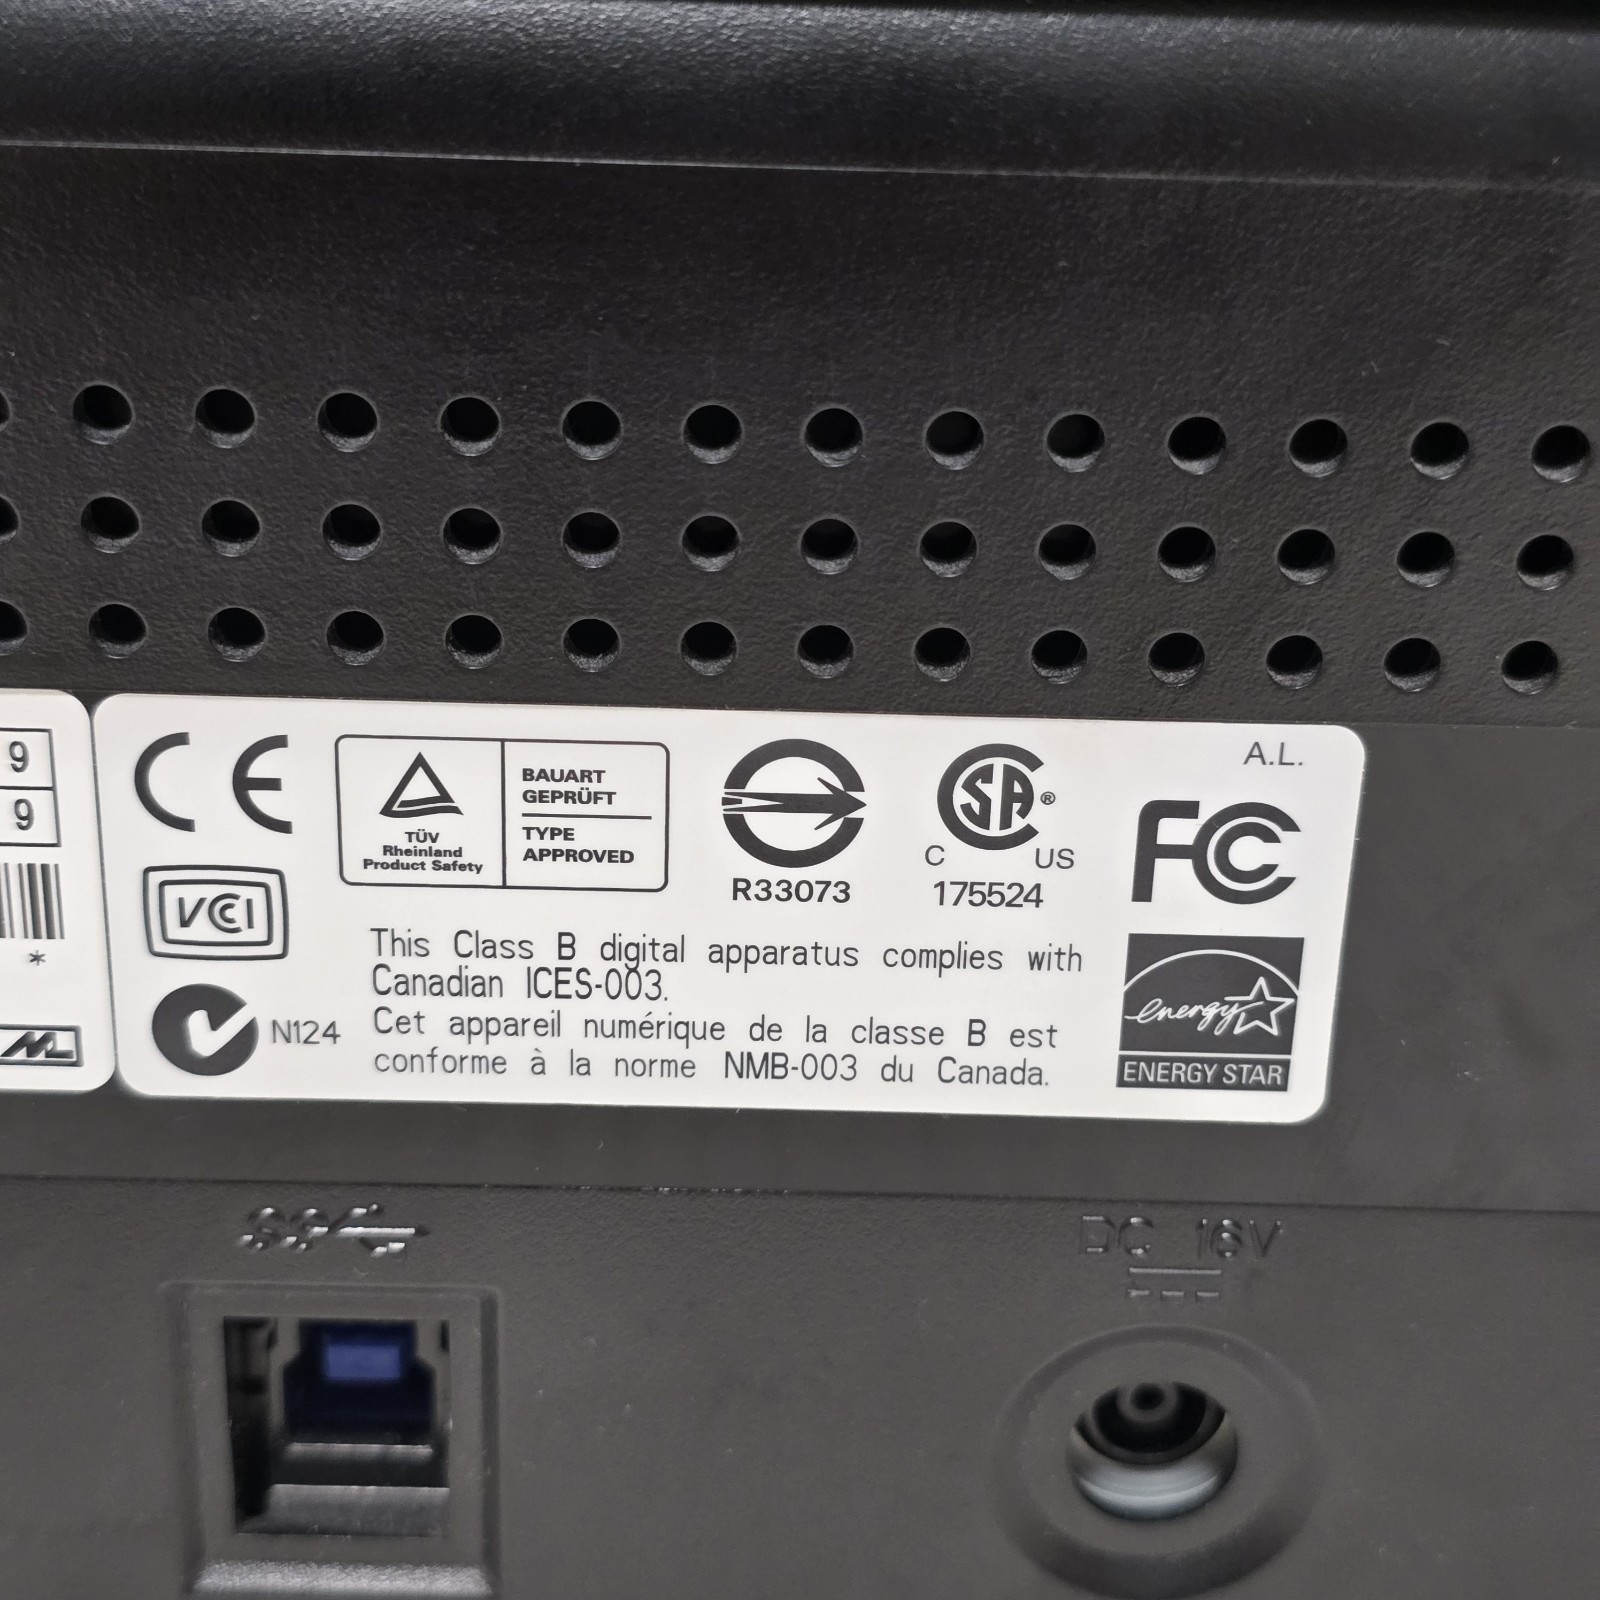 9
9
*
CE
TÜV
Rheinland
Product Safety
BAUART
GEPRÜFT
TYPE
APPROVED
R33073
CSA ®
C US
175524
A.L.
FC
VCI
N124
This Class B digital apparatus complies with
Canadian ICES-003.
Cet appareil numérique de la classe B est
conforme à la norme NMB-003 du Canada.
energy
ENERGY STAR
SS
DC 16V